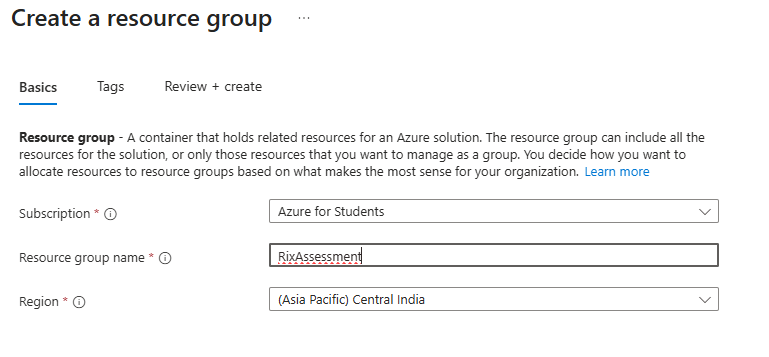 Create a resource group ...
Basics Tags Review + create
Resource group - A container that holds related resources for an Azure solution. The resource group can include all the
resources for the solution, or only those resources that you want to manage as a group. You decide how you want to
allocate resources to resource groups based on what makes the most sense for your organization. Learn more
Subscription * Azure for Students
Resource group name * RixAssessment
Region * (Asia Pacific) Central India